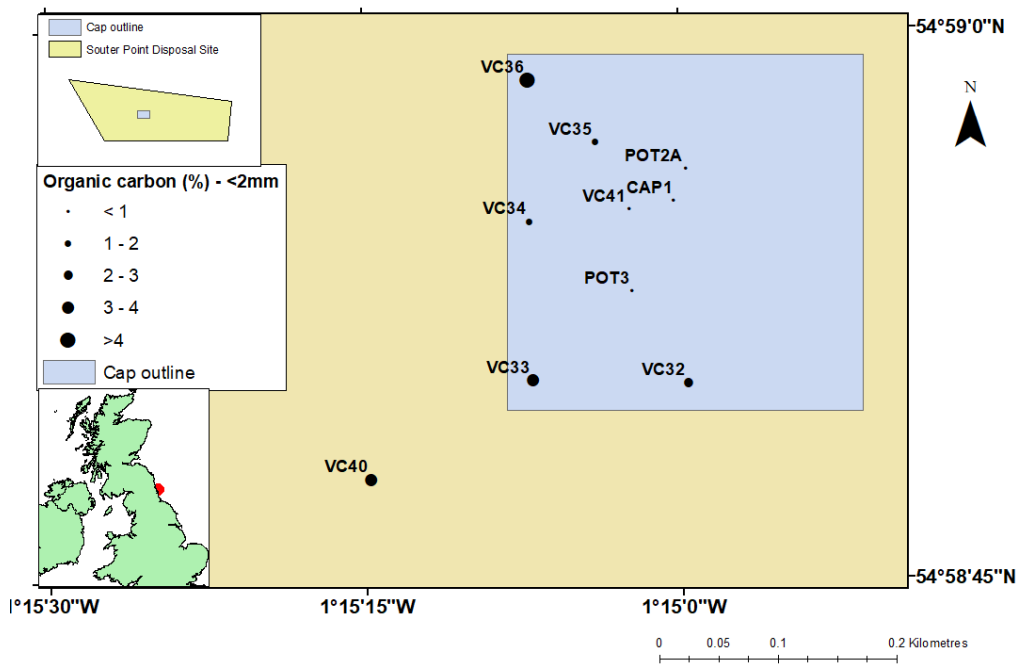 Cap outline
Souter Point Disposal Site
Organic carbon (%) - <2mm
< 1
1 - 2
2 - 3
3 - 4
>4
Cap outline
VC36
VC35
POT2A
CAP1
VC41
VC34
POT3
VC33
VC32
VC40
54°59'0"N
N
54°58'45"N
1°15'30"W
1°15'15"W
1°15'0"W
0 0.05 0.1 0.2 Kilometres